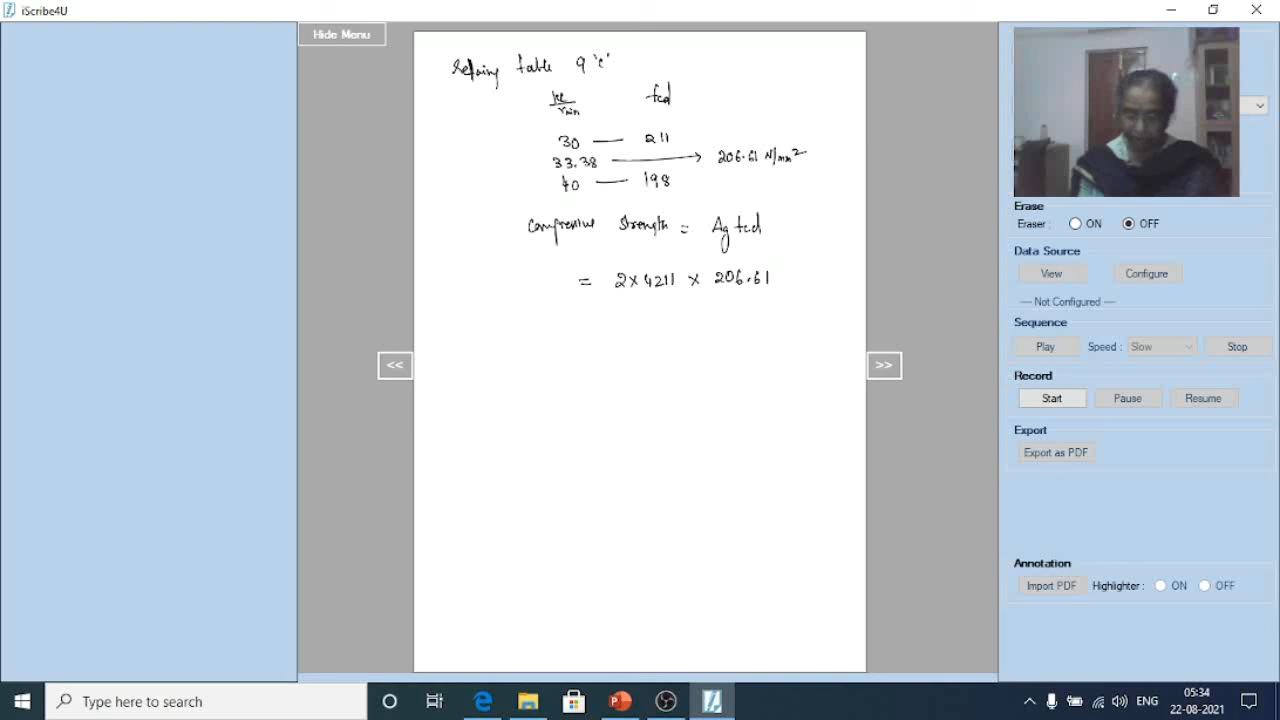 iScribe4U
Hide Menu
Refering table 9 'c'
KL/rmin fcd
30 — 211
33.38 → 206.61 N/mm²
40 — 198
Compressive Strength = Ag fcd
= 2 x 4211 x 206.61
<<
>>
Erase
Eraser : ON OFF
Data Source
View Configure
--- Not Configured ---
Sequence
Play Speed : Slow Stop
Record
Start Pause Resume
Export
Export as PDF
Annotation
Import PDF Highlighter : ON OFF
Type here to search
ENG
05:34
22-08-2021